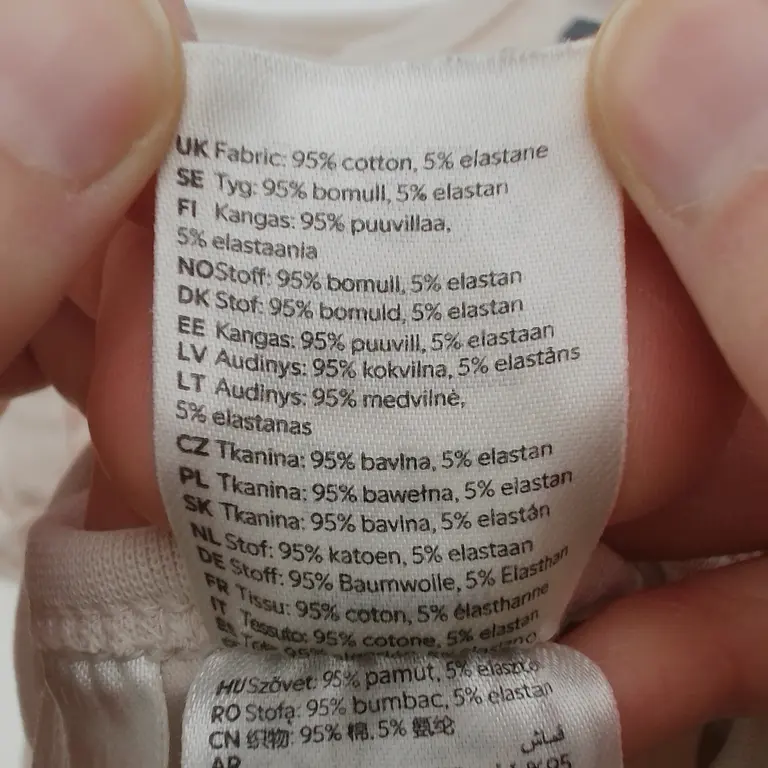 UK Fabric: 95% cotton, 5% elastane
SE Tyg: 95% bomull, 5% elastan
FI Kangas: 95% puuvillaa,
5% elastaania
NO Stoff: 95% bomull, 5% elastan
DK Stof: 95% bomuld, 5% elastan
EE Kangas: 95% puuvill, 5% elastaan
LV Audinys: 95% kokvilna, 5% elastāns
LT Audinys: 95% medvilnė,
5% elastanas
CZ Tkanina: 95% bavlna, 5% elastan
PL Tkanina: 95% bawełna, 5% elastan
SK Tkanina: 95% bavlna, 5% elastán
NL Stof: 95% katoen, 5% elastaan
DE Stoff: 95% Baumwolle, 5% Elasthan
FR Tissu: 95% coton, 5% élasthanne
IT Tessuto: 95% cotone, 5% elastan
HU Szövet: 95% pamut, 5%
RO Stofą: 95% bumbac, 5% elastan
CN 织物: 95% 棉, 5% 氨纶
AR
قماش
%95